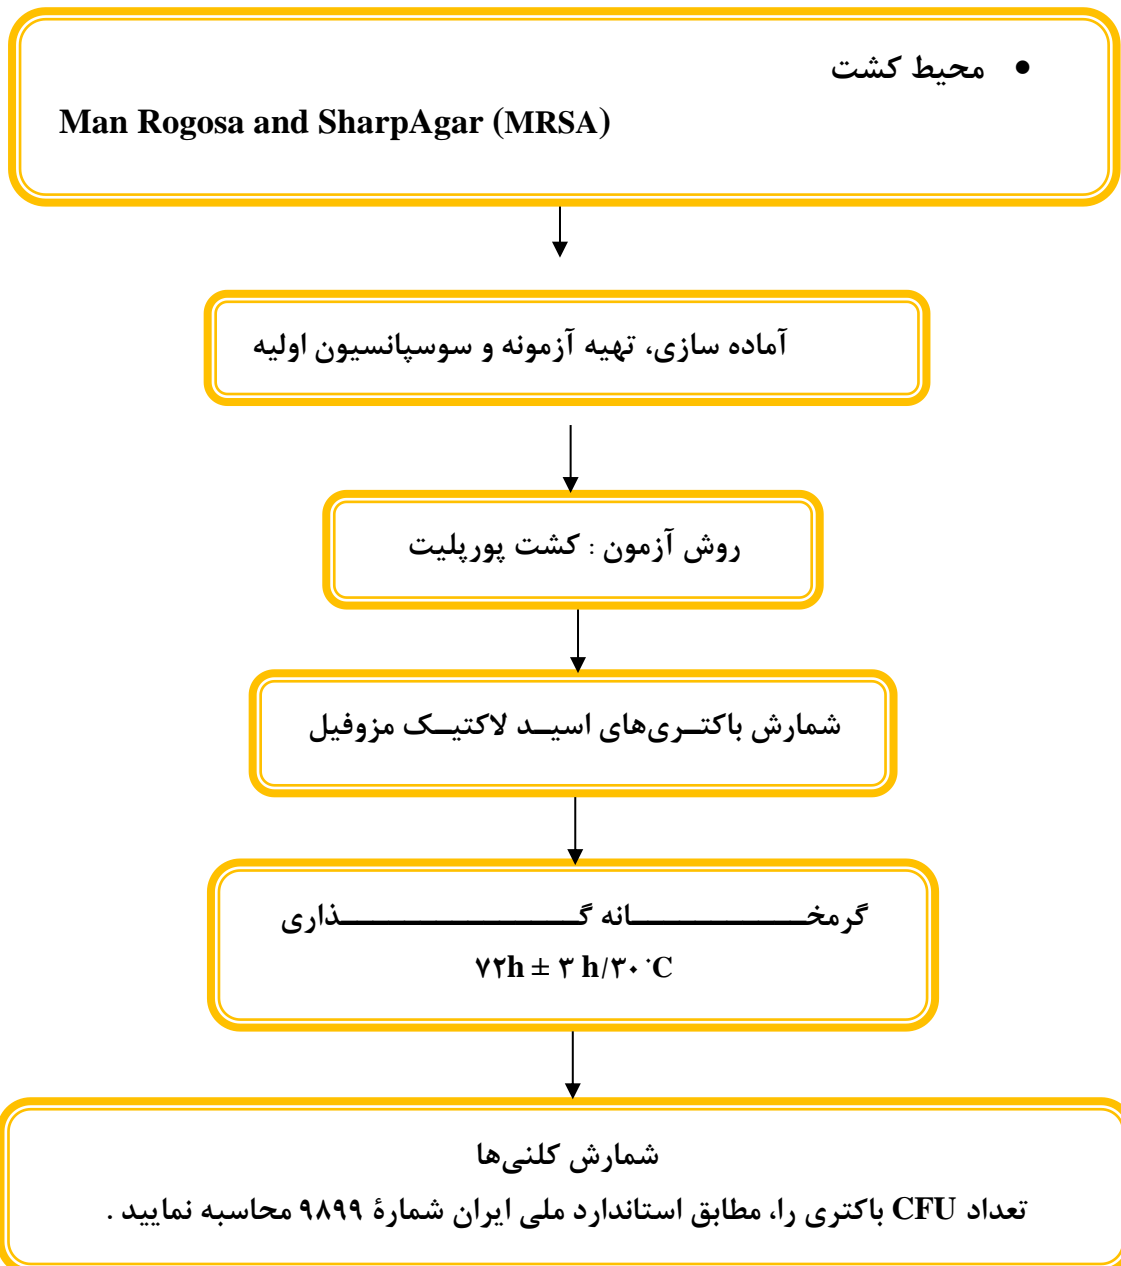 • محیط کشت
Man Rogosa and SharpAgar (MRSA)
آماده سازی، تهیه آزمونه و سوسپانسیون اولیه
روش آزمون : کشت پورپلیت
شمارش باکتــری‌های اسیــد لاکتیــک مزوفیل
گرمخـــــــــــــــــانه گـــــــــــــــــــــــــذاری
۷۲h ± ۳ h/۳۰ ˚C
شمارش کلنی‌ها
تعداد CFU باکتری را، مطابق استاندارد ملی ایران شمارهٔ ۹۸۹۹ محاسبه نمایید .